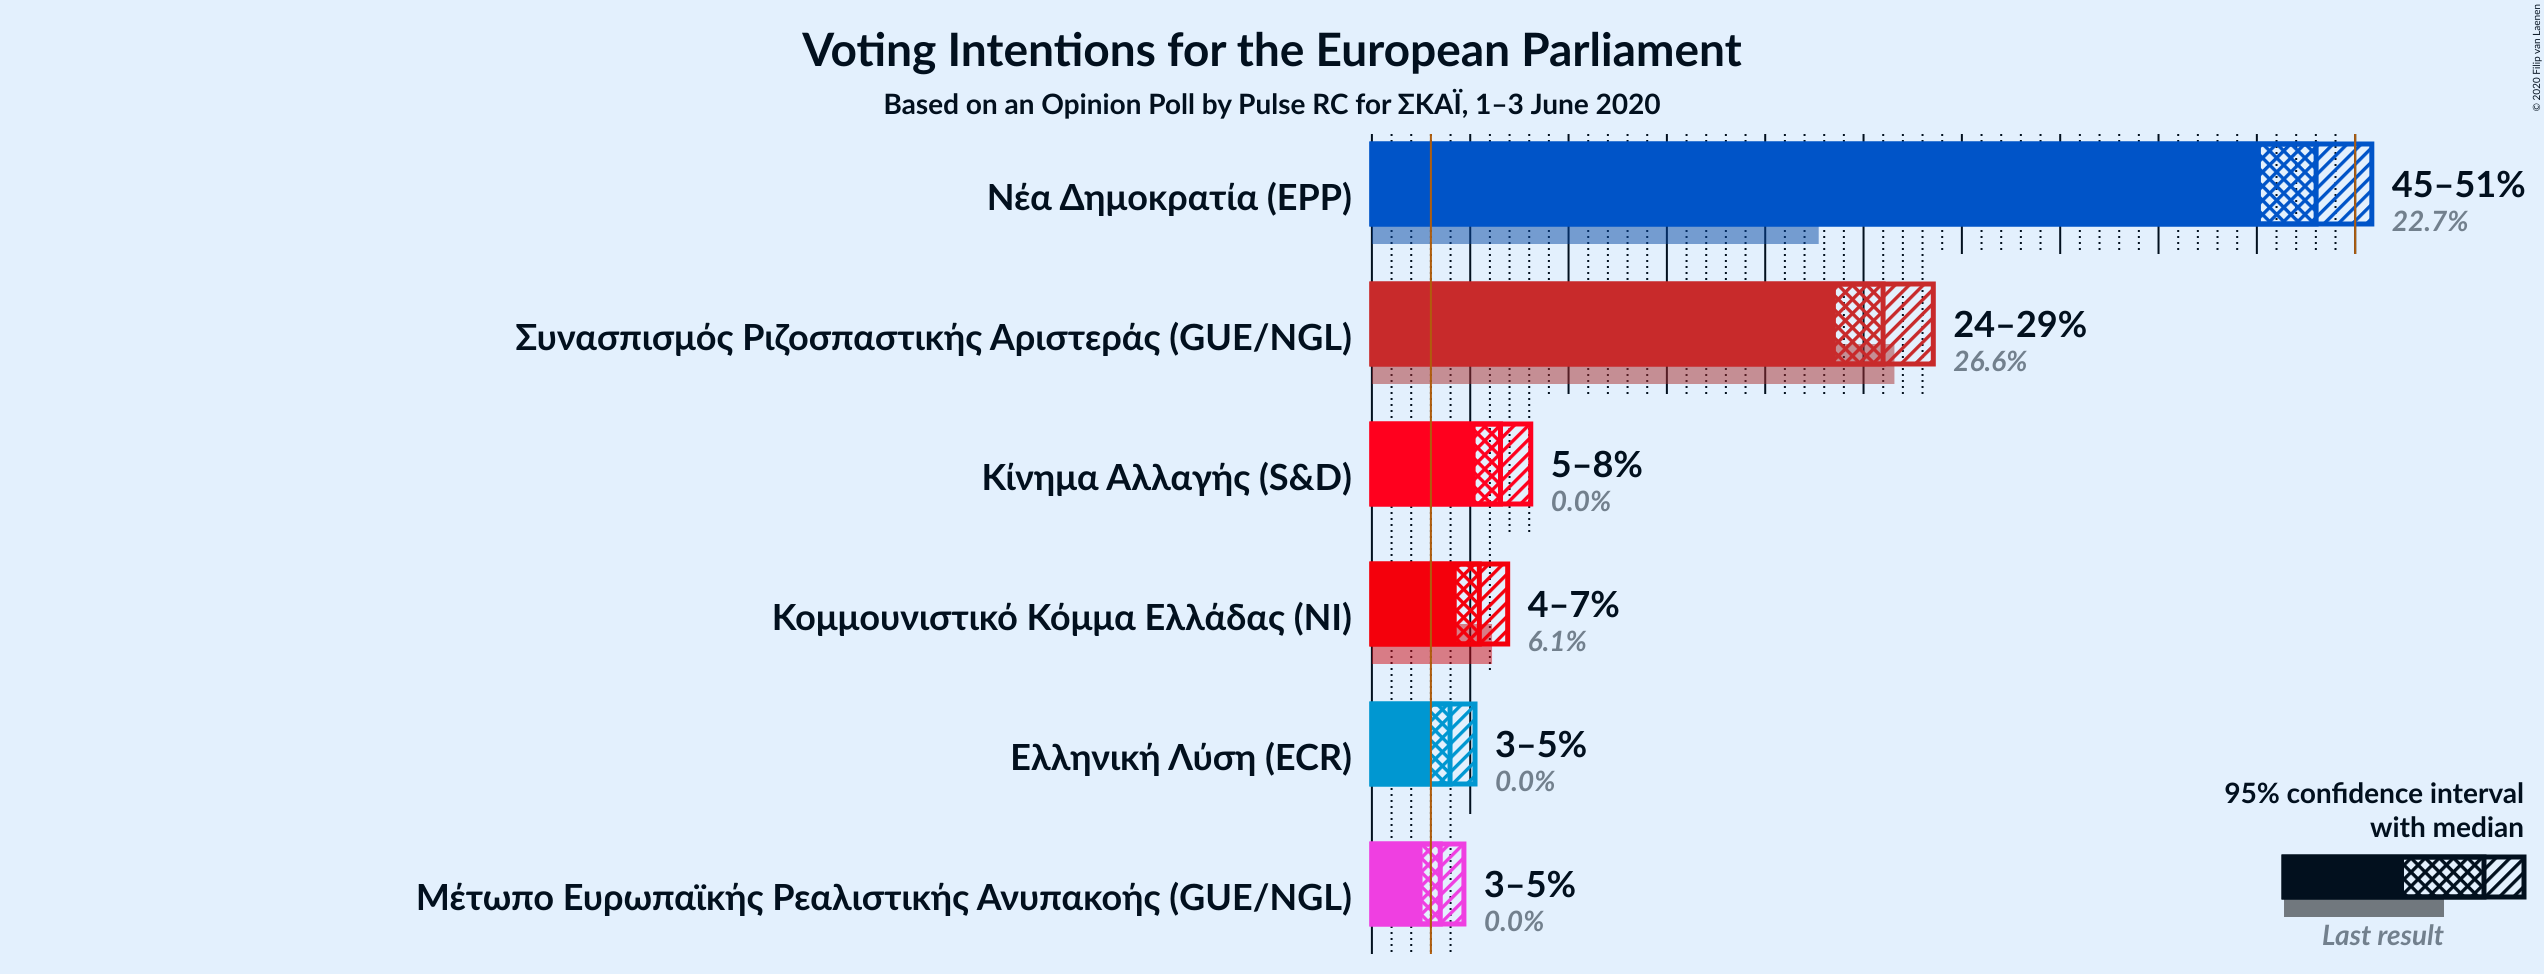 Voting Intentions for the European Parliament
Based on an Opinion Poll by Pulse RC for ΣΚΑΪ, 1–3 June 2020
© 2020 Filip van Laenen
Νέα Δημοκρατία (EPP)
45–51%
22.7%
Συνασπισμός Ριζοσπαστικής Αριστεράς (GUE/NGL)
24–29%
26.6%
Κίνημα Αλλαγής (S&D)
5–8%
0.0%
Κομμουνιστικό Κόμμα Ελλάδας (NI)
4–7%
6.1%
Ελληνική Λύση (ECR)
3–5%
0.0%
Μέτωπο Ευρωπαϊκής Ρεαλιστικής Ανυπακοής (GUE/NGL)
3–5%
0.0%
95% confidence interval
with median
Last result